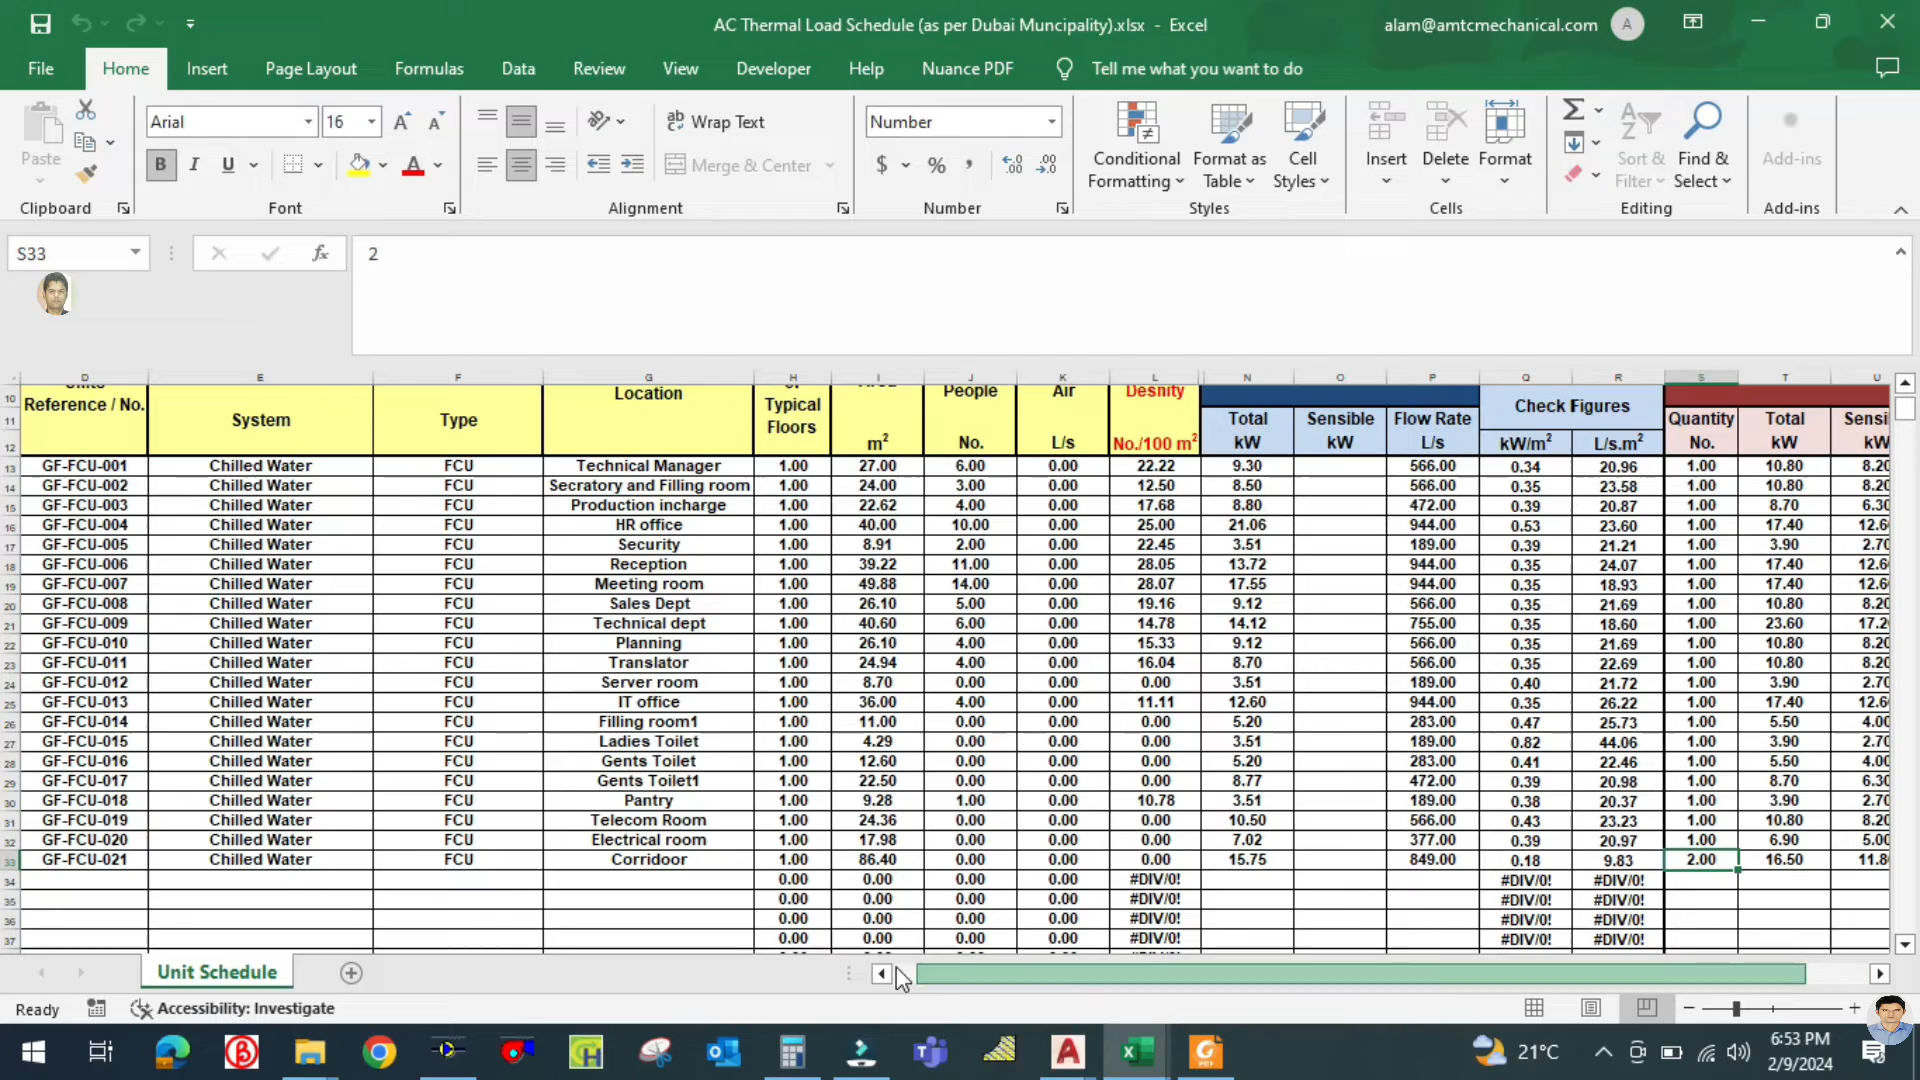 AC Thermal Load Schedule (as per Dubai Muncipality).xlsx - Excel
alam@amtcmechanical.com A
File Home Insert Page Layout Formulas Data Review View Developer Help Nuance PDF Tell me what you want to do
Arial 16 Wrap Text Number
Paste B I U Merge & Center $ % , Conditional Formatting Format as Table Cell Styles Insert Delete Format Sort & Filter Find & Select Add-ins
Clipboard Font Alignment Number Styles Cells Editing Add-ins
S33 fx 2
D E F G H I J K L N O P Q R S T U
Reference / No. System Type Location Typical Floors m² People No. Air L/s Desnity No./100 m² Total kW Sensible kW Flow Rate L/s Check Figures kW/m² L/s.m² Quantity No. Total kW
13 GF-FCU-001 Chilled Water FCU Technical Manager 1.00 27.00 6.00 0.00 22.22 9.30 566.00 0.34 20.96 1.00 10.80 8.20
14 GF-FCU-002 Chilled Water FCU Secratory and Filling room 1.00 24.00 3.00 0.00 12.50 8.50 566.00 0.35 23.58 1.00 10.80 8.20
15 GF-FCU-003 Chilled Water FCU Production incharge 1.00 22.62 4.00 0.00 17.68 8.80 472.00 0.39 20.87 1.00 8.70 6.30
16 GF-FCU-004 Chilled Water FCU HR office 1.00 40.00 10.00 0.00 25.00 21.06 944.00 0.53 23.60 1.00 17.40 12.6
17 GF-FCU-005 Chilled Water FCU Security 1.00 8.91 2.00 0.00 22.45 3.51 189.00 0.39 21.21 1.00 3.90 2.70
18 GF-FCU-006 Chilled Water FCU Reception 1.00 39.22 11.00 0.00 28.05 13.72 944.00 0.35 24.07 1.00 17.40 12.6
19 GF-FCU-007 Chilled Water FCU Meeting room 1.00 49.88 14.00 0.00 28.07 17.55 944.00 0.35 18.93 1.00 17.40 12.6
20 GF-FCU-008 Chilled Water FCU Sales Dept 1.00 26.10 5.00 0.00 19.16 9.12 566.00 0.35 21.69 1.00 10.80 8.20
21 GF-FCU-009 Chilled Water FCU Technical dept 1.00 40.60 6.00 0.00 14.78 14.12 755.00 0.35 18.60 1.00 23.60 17.2
22 GF-FCU-010 Chilled Water FCU Planning 1.00 26.10 4.00 0.00 15.33 9.12 566.00 0.35 21.69 1.00 10.80 8.20
23 GF-FCU-011 Chilled Water FCU Translator 1.00 24.94 4.00 0.00 16.04 8.70 566.00 0.35 22.69 1.00 10.80 8.20
24 GF-FCU-012 Chilled Water FCU Server room 1.00 8.70 0.00 0.00 0.00 3.51 189.00 0.40 21.72 1.00 3.90 2.70
25 GF-FCU-013 Chilled Water FCU IT office 1.00 36.00 4.00 0.00 11.11 12.60 944.00 0.35 26.22 1.00 17.40 12.6
26 GF-FCU-014 Chilled Water FCU Filling room1 1.00 11.00 0.00 0.00 0.00 5.20 283.00 0.47 25.73 1.00 5.50 4.00
27 GF-FCU-015 Chilled Water FCU Ladies Toilet 1.00 4.29 0.00 0.00 0.00 3.51 189.00 0.82 44.06 1.00 3.90 2.70
28 GF-FCU-016 Chilled Water FCU Gents Toilet 1.00 12.60 0.00 0.00 0.00 5.20 283.00 0.41 22.46 1.00 5.50 4.00
29 GF-FCU-017 Chilled Water FCU Gents Toilet1 1.00 22.50 0.00 0.00 0.00 8.77 472.00 0.39 20.98 1.00 8.70 6.30
30 GF-FCU-018 Chilled Water FCU Pantry 1.00 9.28 1.00 0.00 10.78 3.51 189.00 0.38 20.37 1.00 3.90 2.70
31 GF-FCU-019 Chilled Water FCU Telecom Room 1.00 24.36 0.00 0.00 0.00 10.50 566.00 0.43 23.23 1.00 10.80 8.20
32 GF-FCU-020 Chilled Water FCU Electrical room 1.00 17.98 0.00 0.00 0.00 7.02 377.00 0.39 20.97 1.00 6.90 5.00
33 GF-FCU-021 Chilled Water FCU Corridoor 1.00 86.40 0.00 0.00 0.00 15.75 849.00 0.18 9.83 2.00 16.50 11.8
34 0.00 0.00 0.00 0.00 #DIV/0! #DIV/0! #DIV/0!
35 0.00 0.00 0.00 0.00 #DIV/0! #DIV/0! #DIV/0!
36 0.00 0.00 0.00 0.00 #DIV/0! #DIV/0! #DIV/0!
37 0.00 0.00 0.00 0.00 #DIV/0! #DIV/0! #DIV/0!
Unit Schedule
Ready Accessibility: Investigate
21°C 6:53 PM
2/9/2024